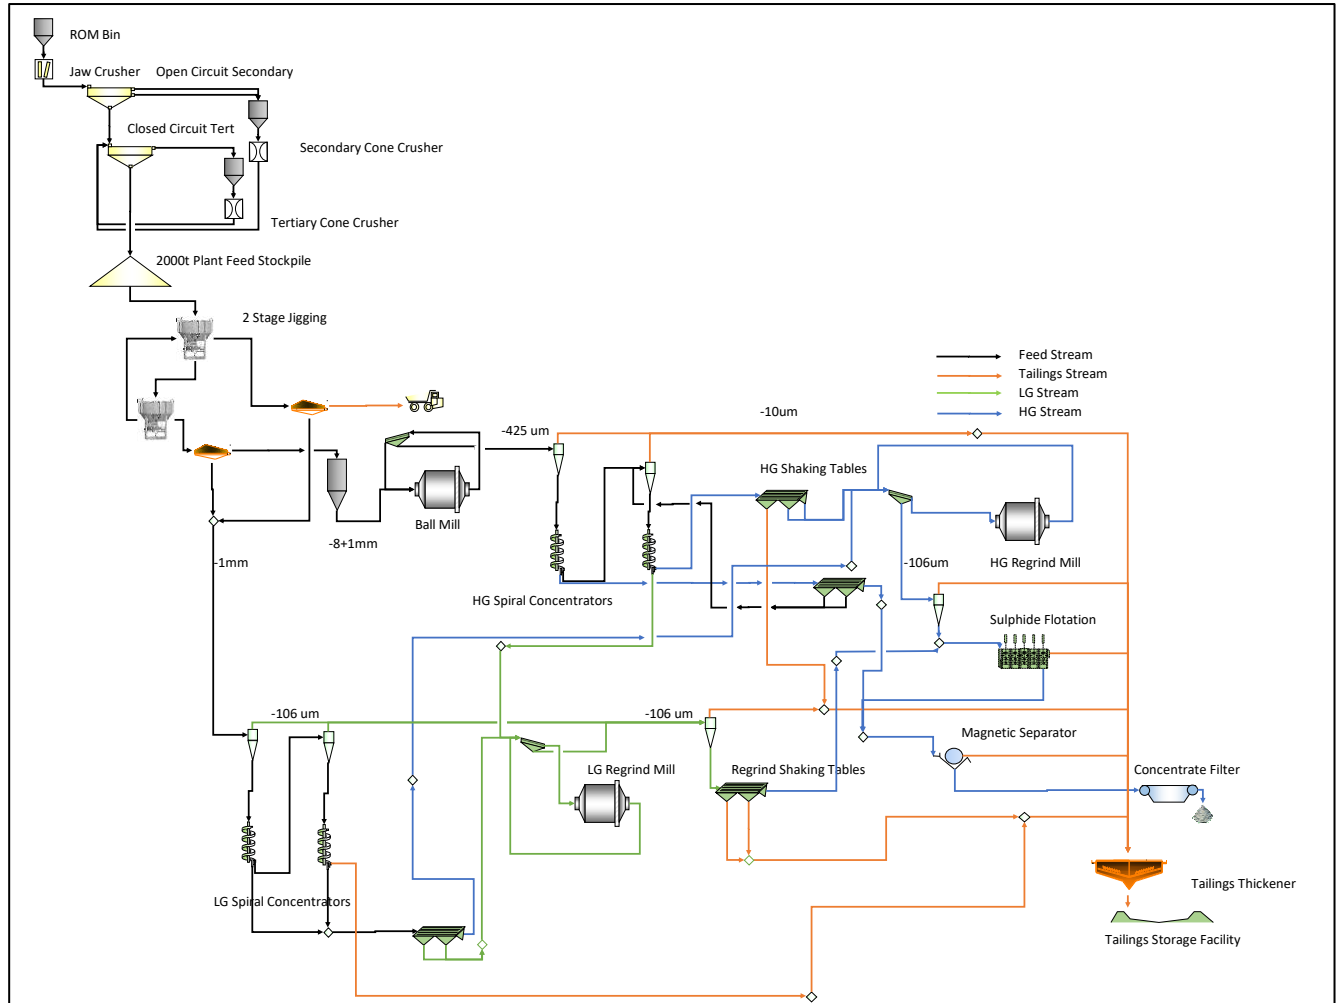 ROM Bin
Jaw Crusher
Open Circuit Secondary
Closed Circuit Tert
Secondary Cone Crusher
Tertiary Cone Crusher
2000t Plant Feed Stockpile
2 Stage Jigging
Feed Stream
Tailings Stream
LG Stream
HG Stream
-10um
-425 um
HG Shaking Tables
Ball Mill
-8+1mm
-1mm
HG Regrind Mill
-106um
HG Spiral Concentrators
Sulphide Flotation
-106 um
-106 um
Magnetic Separator
LG Regrind Mill
Regrind Shaking Tables
Concentrate Filter
LG Spiral Concentrators
Tailings Thickener
Tailings Storage Facility